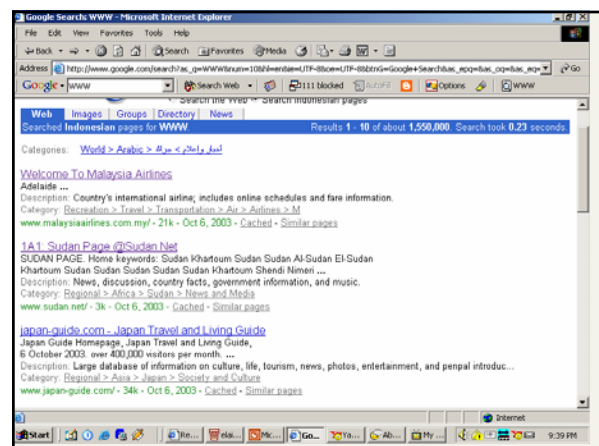 Google Search: WWW - Microsoft Internet Explorer
File Edit View Favorites Tools Help
Back Search Favorites Media
Address http://www.google.com/search?as_q=WWW&num=10&hl=en&ie=UTF-8&oe=UTF-8&btnG=Google+Search&as_epq=&as_oq=&as_eq= Go
Google - www Search Web 1111 blocked AutoFill Options www
Search the Web Search Indonesian pages
Web Images Groups Directory News
Searched Indonesian pages for WWW. Results 1 - 10 of about 1,550,000. Search took 0.23 seconds.
Categories: World > Arabic >
Welcome To Malaysia Airlines
Adelaide ...
Description: Country's international airline; includes online schedules and fare information.
Category: Recreation > Travel > Transportation > Air > Airlines > M
www.malaysiaairlines.com.my/ - 21k - Oct 6, 2003 - Cached - Similar pages
1A1: Sudan Page @Sudan Net
SUDAN PAGE. Home keywords: Sudan Khartoum Sudan Sudan Al-Sudan El-Sudan
Khartoum Sudan Sudan Sudan Sudan Sudan Khartoum Shendi Nimeri ...
Description: News, discussion, country facts, government information, and music.
Category: Regional > Africa > Sudan > News and Media
www.sudan.net/ - 3k - Oct 6, 2003 - Cached - Similar pages
japan-guide.com - Japan Travel and Living Guide
Japan Guide Homepage, Japan Travel and Living Guide,
6 October 2003. over 400,000 visitors per month. ...
Description: Large database of information on culture, life, tourism, news, photos, entertainment, and penpal introduc...
Category: Regional > Asia > Japan > Society and Culture
www.japan-guide.com/ - 34k - Oct 6, 2003 - Cached - Similar pages
Internet
Start Re... elas... Mic... Go... Ya... Ab... My ... 9:39 PM